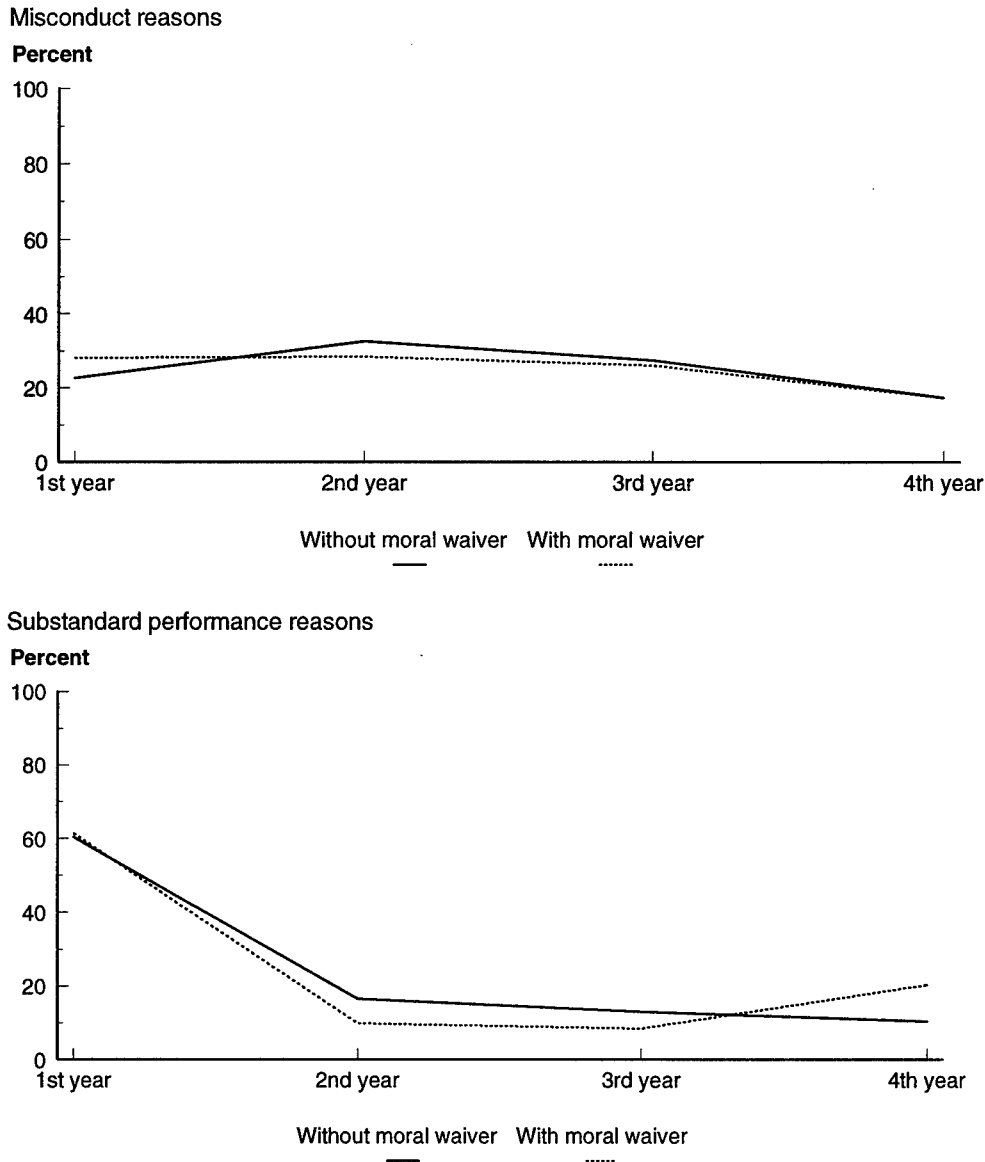 Misconduct reasons
Percent
100
80
60
40
20
0
1st year 2nd year 3rd year 4th year
Without moral waiver With moral waiver
Substandard performance reasons
Percent
100
80
60
40
20
0
1st year 2nd year 3rd year 4th year
Without moral waiver With moral waiver